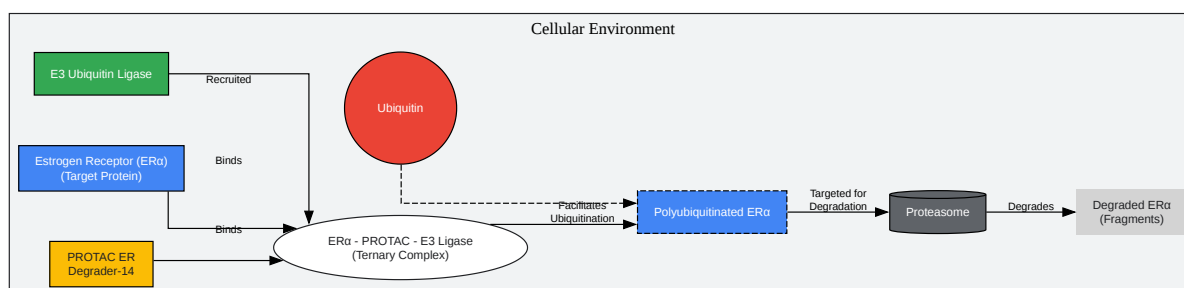 Cellular Environment
E3 Ubiquitin Ligase
Recruited
Ubiquitin
Estrogen Receptor (ERα)
(Target Protein)
Binds
Binds
PROTAC ER
Degrader-14
ERα - PROTAC - E3 Ligase
(Ternary Complex)
Facilitates
Ubiquitination
Polyubiquitinated ERα
Targeted for
Degradation
Proteasome
Degrades
Degraded ERα
(Fragments)